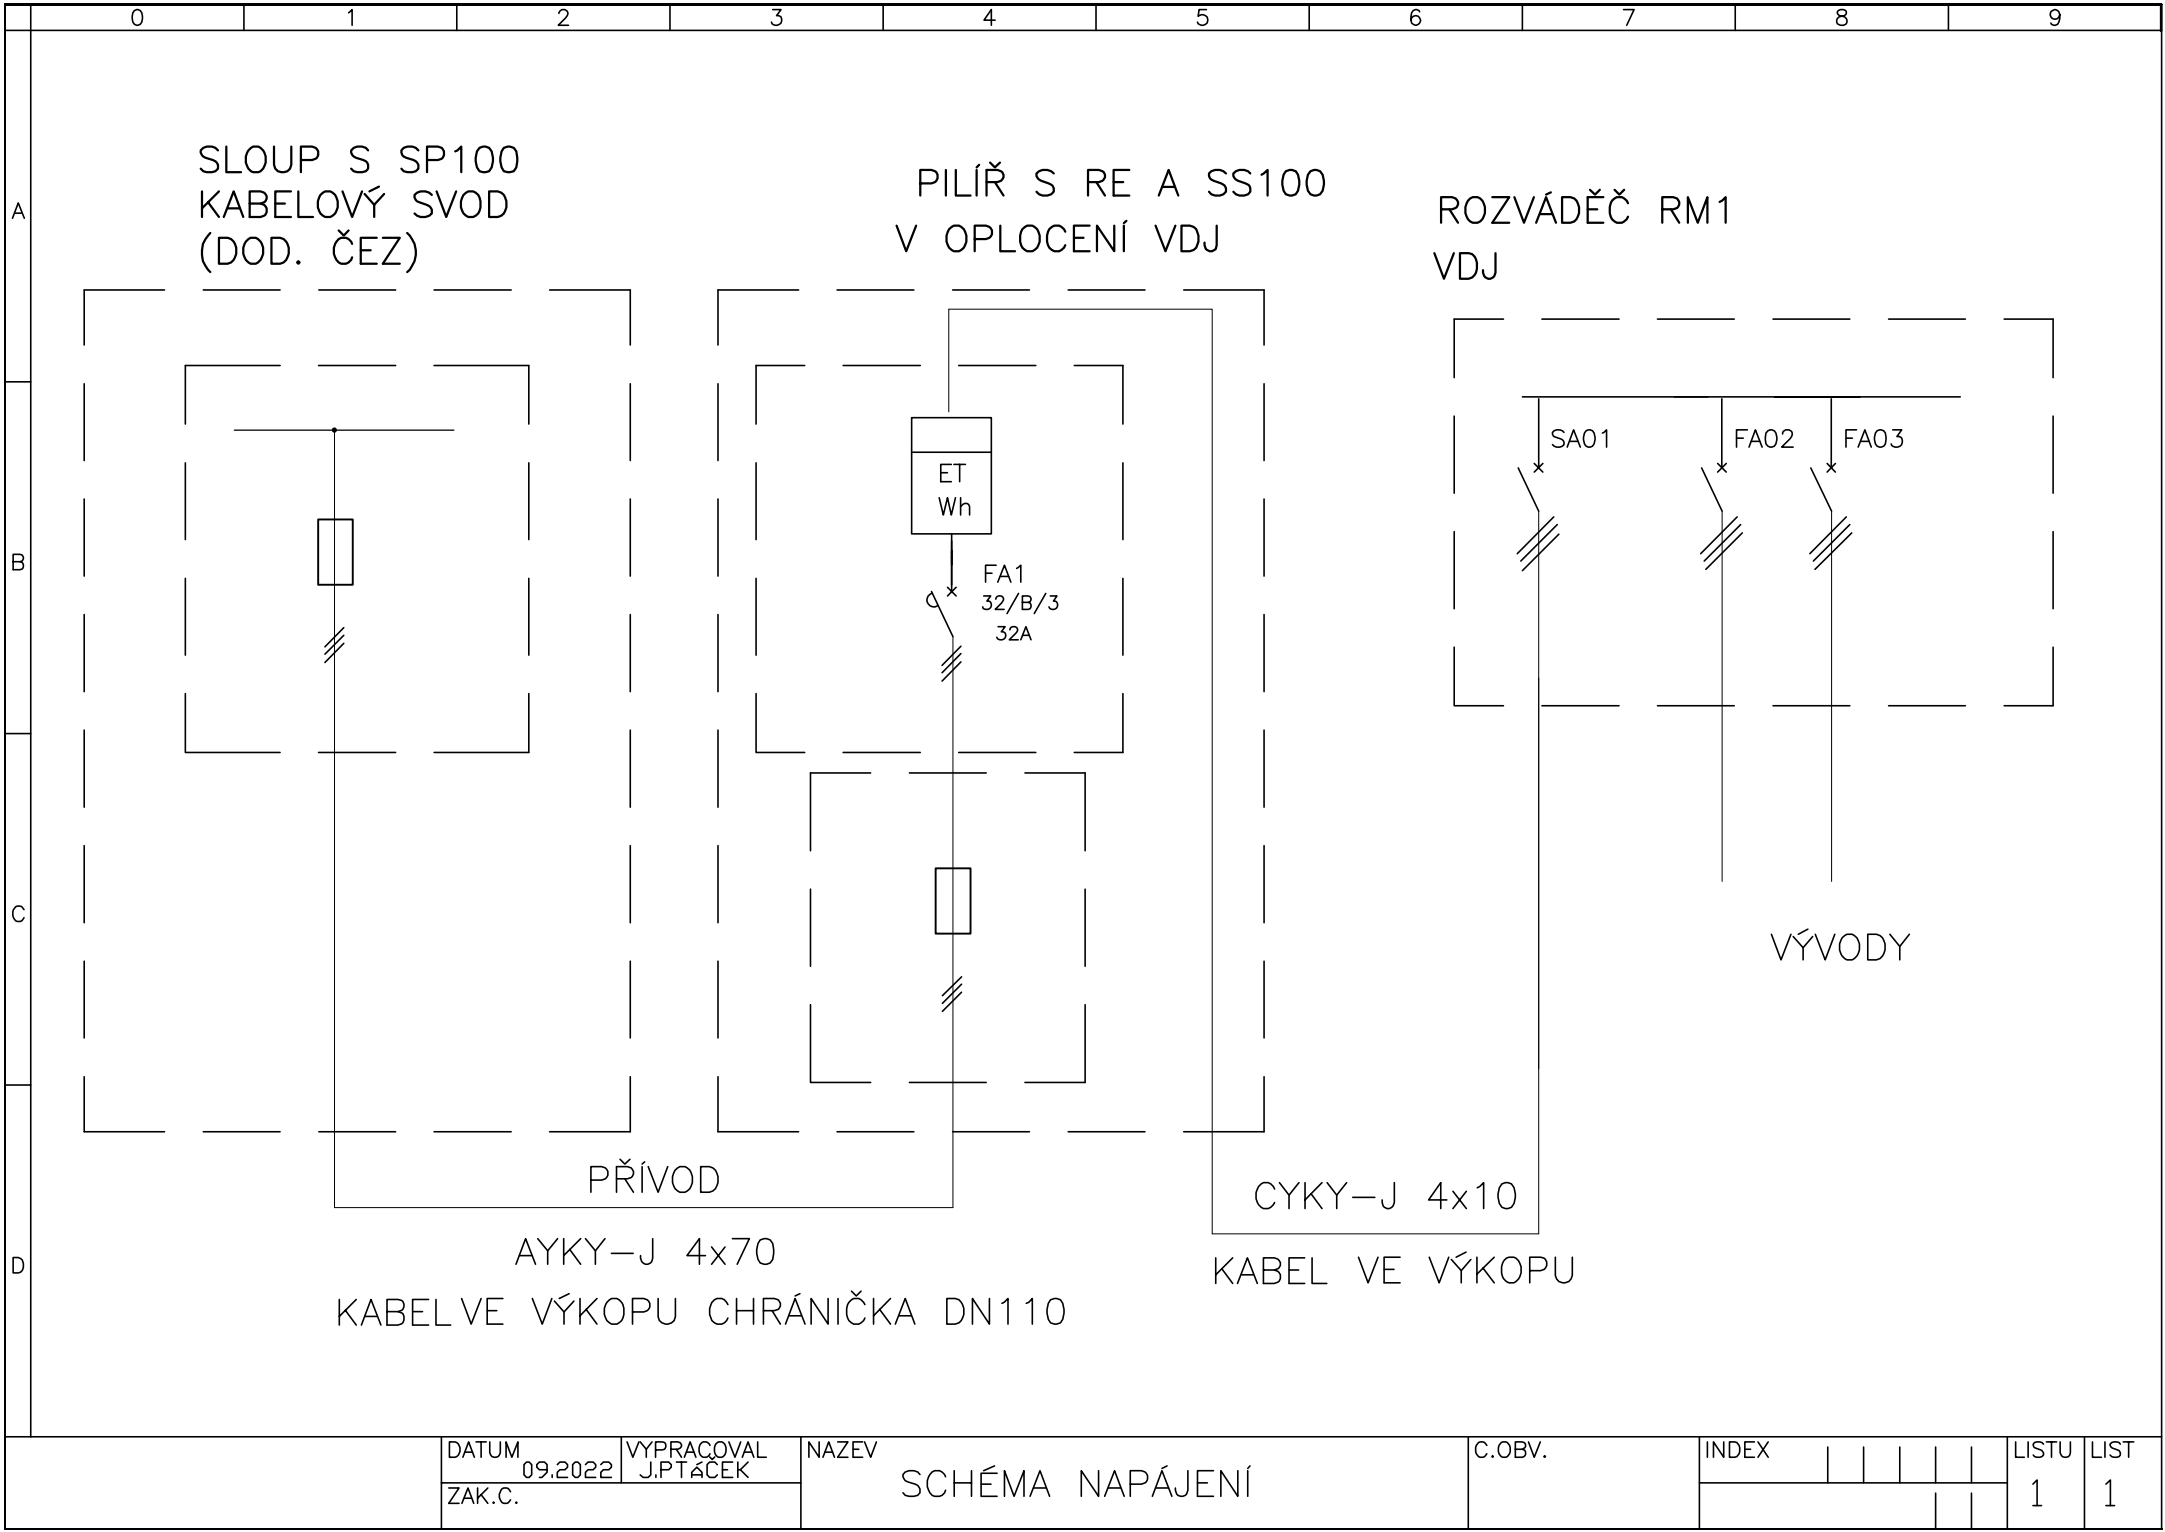 0 1 2 3 4 5 6 7 8 9
A
B
C
D
SLOUP S SP100
KABELOVÝ SVOD
(DOD. ČEZ)
PILÍŘ S RE A SS100
V OPLOCENÍ VDJ
ROZVÁDĚČ RM1
VDJ
ET
Wh
FA1
32/B/3
32A
SA01
FA02
FA03
VÝVODY
PŘÍVOD
AYKY-J 4x70
KABEL VE VÝKOPU CHRÁNIČKA DN110
CYKY-J 4x10
KABEL VE VÝKOPU
DATUM
09.2022
VYPRACOVAL
J.PTáČEK
ZAK.C.
NAZEV
SCHÉMA NAPÁJENÍ
C.OBV.
INDEX
LISTU
1
LIST
1